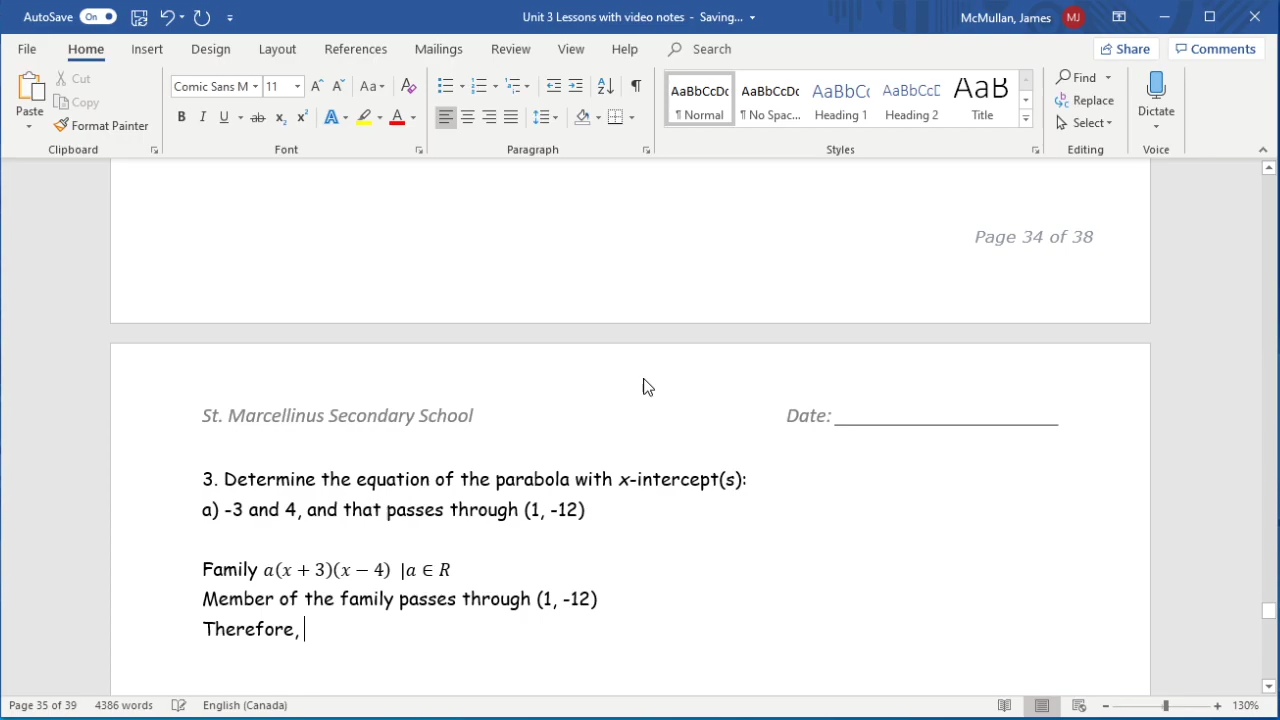 AutoSave On Unit 3 Lessons with video notes - Saving... McMullan, James MJ
File Home Insert Design Layout References Mailings Review View Help Search Share Comments
Paste Cut Copy Format Painter
Comic Sans M 11 Aa
AaBbCcDc ¶ Normal AaBbCcDc ¶ No Spac... AaBbCc Heading 1 AaBbCcD Heading 2 AaB Title
Find Replace Select Dictate
Clipboard Font Paragraph Styles Editing Voice
Page 34 of 38
St. Marcellinus Secondary School Date: ______________________
3. Determine the equation of the parabola with x-intercept(s):
a) -3 and 4, and that passes through (1, -12)
Family a(x + 3)(x − 4) |a ∈ R
Member of the family passes through (1, -12)
Therefore,
Page 35 of 39 4386 words English (Canada) 130%